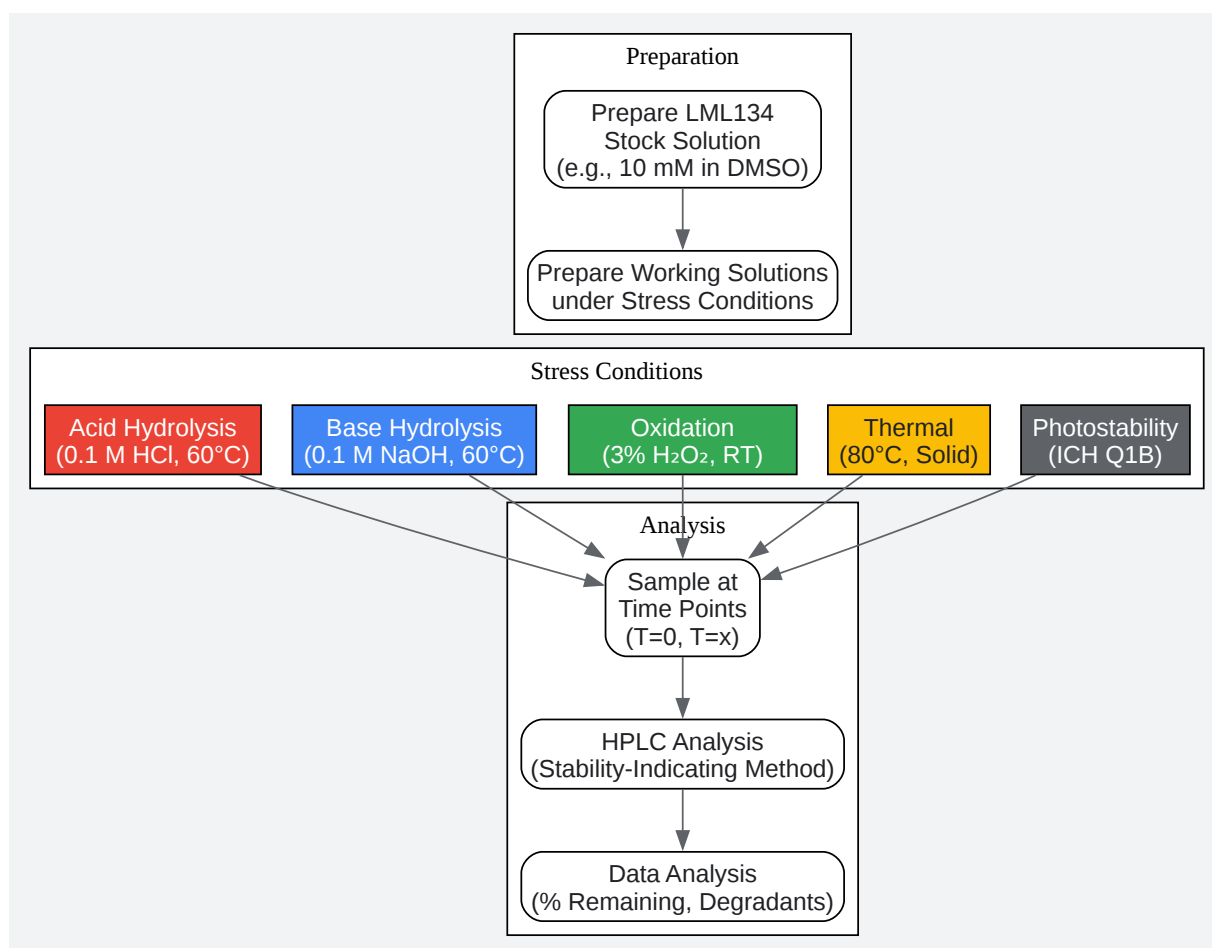 Preparation
Prepare LML134
Stock Solution
(e.g., 10 mM in DMSO)
Prepare Working Solutions
under Stress Conditions
Stress Conditions
Acid Hydrolysis
(0.1 M HCl, 60°C)
Base Hydrolysis
(0.1 M NaOH, 60°C)
Oxidation
(3% H₂O₂, RT)
Thermal
(80°C, Solid)
Photostability
(ICH Q1B)
Analysis
Sample at
Time Points
(T=0, T=x)
HPLC Analysis
(Stability-Indicating Method)
Data Analysis
(% Remaining, Degradants)